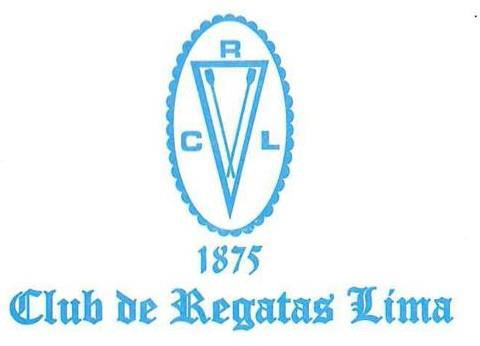 R
C L
1875
Club de Regatas Lima